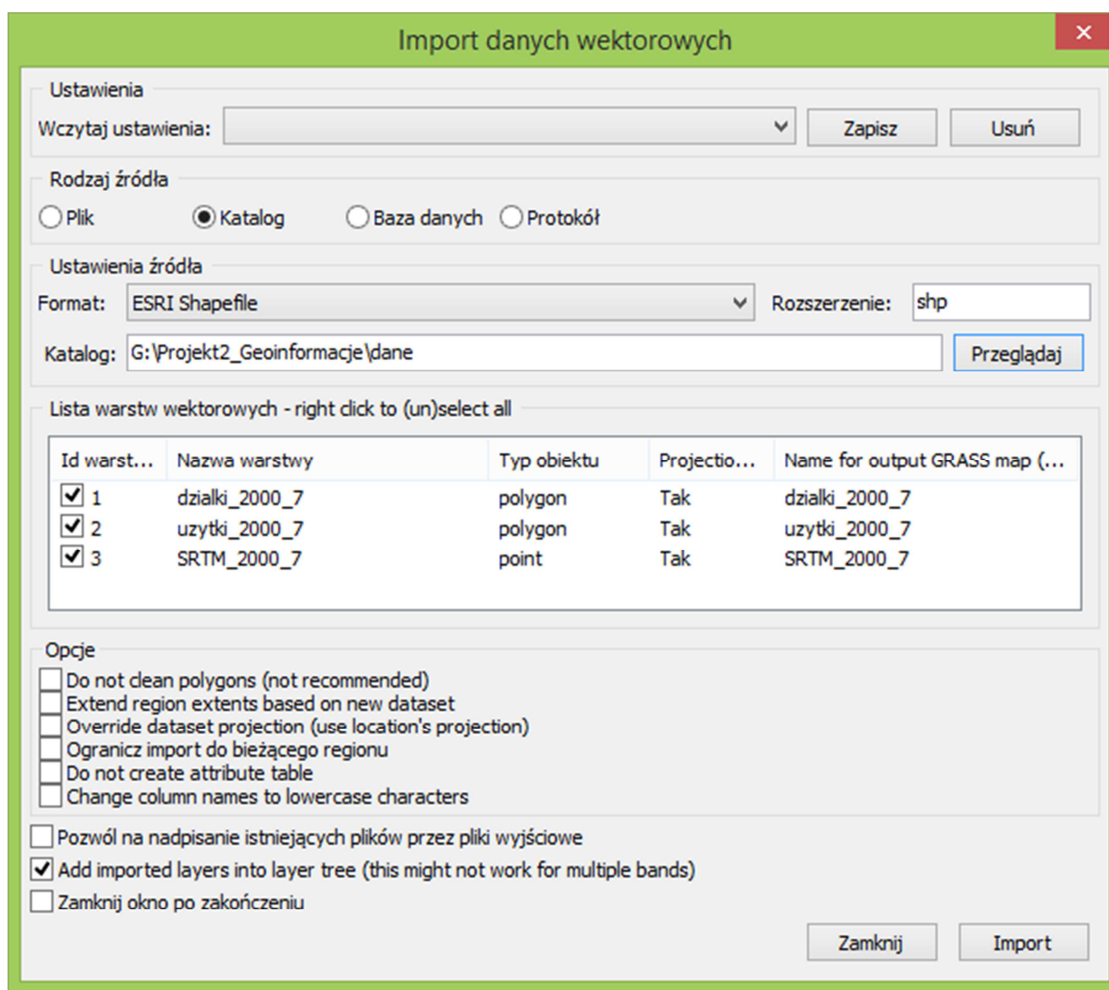 Import danych wektorowych
Ustawienia
Wczytaj ustawienia: Zapisz Usuń
Rodzaj źródła
Plik Katalog Baza danych Protokół
Ustawienia źródła
Format: ESRI Shapefile Rozszerzenie: shp
Katalog: G:\Projekt2_Geoinformacje\dane Przeglądaj
Lista warstw wektorowych - right click to (un)select all
Id warst... Nazwa warstwy Typ obiektu Projectio... Name for output GRASS map (...
1 dzialki_2000_7 polygon Tak dzialki_2000_7
2 uzytki_2000_7 polygon Tak uzytki_2000_7
3 SRTM_2000_7 point Tak SRTM_2000_7
Opcje
Do not clean polygons (not recommended)
Extend region extents based on new dataset
Override dataset projection (use location's projection)
Ogranicz import do bieżącego regionu
Do not create attribute table
Change column names to lowercase characters
Pozwól na nadpisanie istniejących plików przez pliki wyjściowe
Add imported layers into layer tree (this might not work for multiple bands)
Zamknij okno po zakończeniu
Zamknij Import